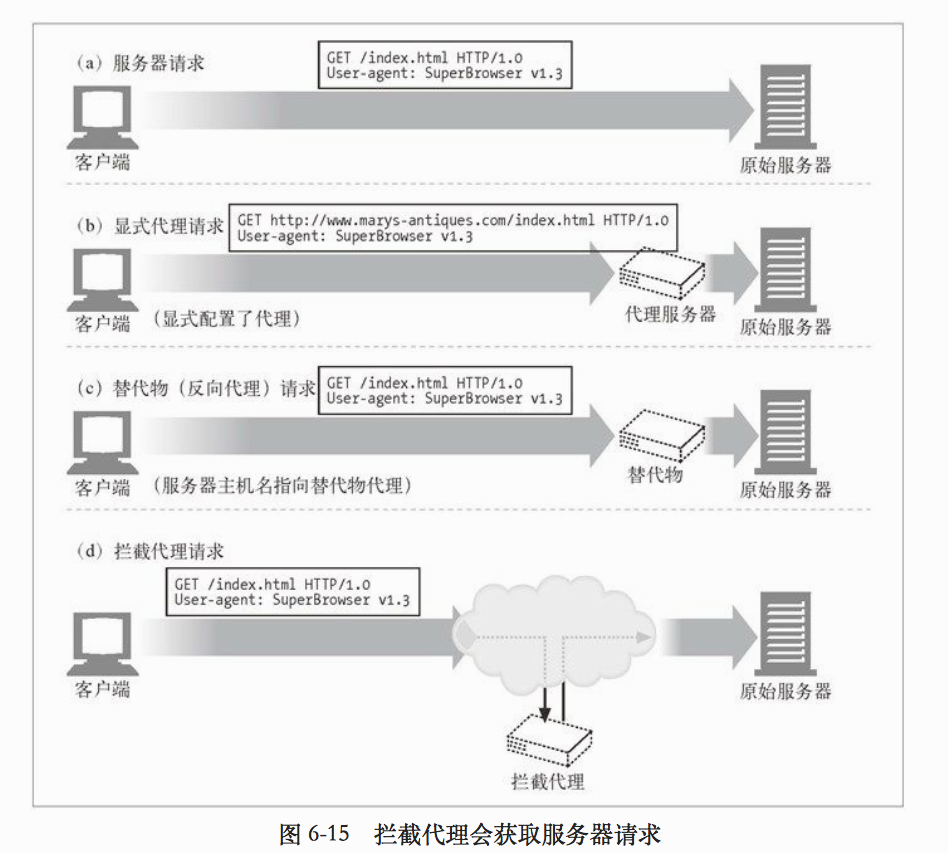 (a) 服务器请求
GET /index.html HTTP/1.0
User-agent: SuperBrowser v1.3
客户端
原始服务器
(b) 显式代理请求
GET http://www.marys-antiques.com/index.html HTTP/1.0
User-agent: SuperBrowser v1.3
客户端
(显式配置了代理)
代理服务器
原始服务器
(c) 替代物(反向代理)请求
GET /index.html HTTP/1.0
User-agent: SuperBrowser v1.3
客户端
(服务器主机名指向替代物代理)
替代物
原始服务器
(d) 拦截代理请求
GET /index.html HTTP/1.0
User-agent: SuperBrowser v1.3
客户端
原始服务器
拦截代理
图 6-15 拦截代理会获取服务器请求